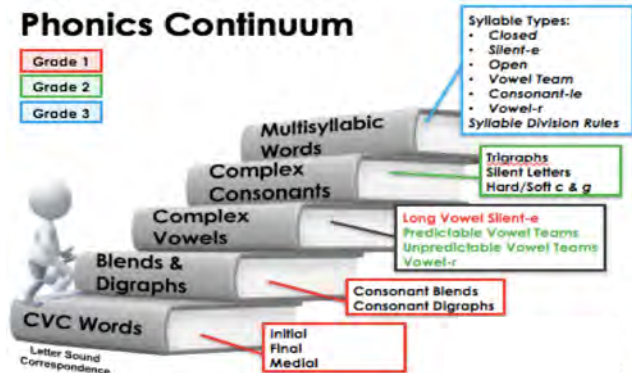 Phonics Continuum
Grade 1
Grade 2
Grade 3
Syllable Types:
• Closed
• Silent-e
• Open
• Vowel Team
• Consonant-le
• Vowel-r
Syllable Division Rules
Multisyllabic
Words
Trigraphs
Silent Letters
Hard/Soft c & g
Complex
Consonants
Long Vowel Silent-e
Predictable Vowel Teams
Unpredictable Vowel Teams
Vowel-r
Complex
Vowels
Consonant Blends
Consonant Digraphs
Blends &
Digraphs
Initial
Final
Medial
CVC Words
Letter Sound
Correspondence